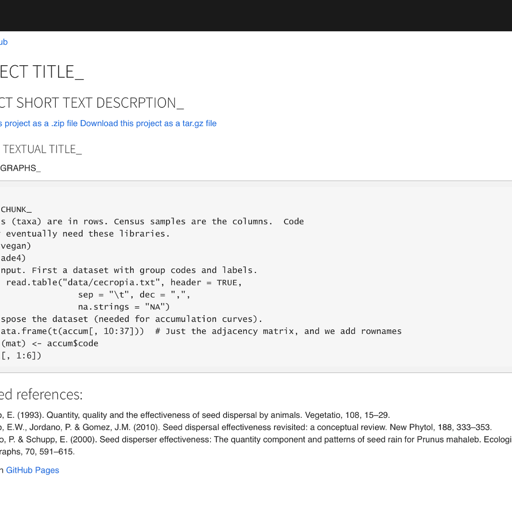 ub
ECT TITLE_
CT SHORT TEXT DESCRPTION_
s project as a .zip file Download this project as a tar.gz file
TEXTUAL TITLE_
GRAPHS_
CHUNK_
s (taxa) are in rows. Census samples are the columns.  Code
eventually need these libraries.
vegan)
ade4)
nput. First a dataset with group codes and labels.
read.table("data/cecropia.txt", header = TRUE,
sep = "\t", dec = ",",
na.strings = "NA")
spose the dataset (needed for accumulation curves).
ata.frame(t(accum[, 10:37]))  # Just the adjacency matrix, and we add rownames
(mat) <- accum$code
[, 1:6])
ed references:
o, E. (1993). Quantity, quality and the effectiveness of seed dispersal by animals. Vegetatio, 108, 15–29.
o, E.W., Jordano, P. & Gomez, J.M. (2010). Seed dispersal effectiveness revisited: a conceptual review. New Phytol, 188, 333–353.
o, P. & Schupp, E. (2000). Seed disperser effectiveness: The quantity component and patterns of seed rain for Prunus mahaleb. Ecologi
raphs, 70, 591–615.
n GitHub Pages